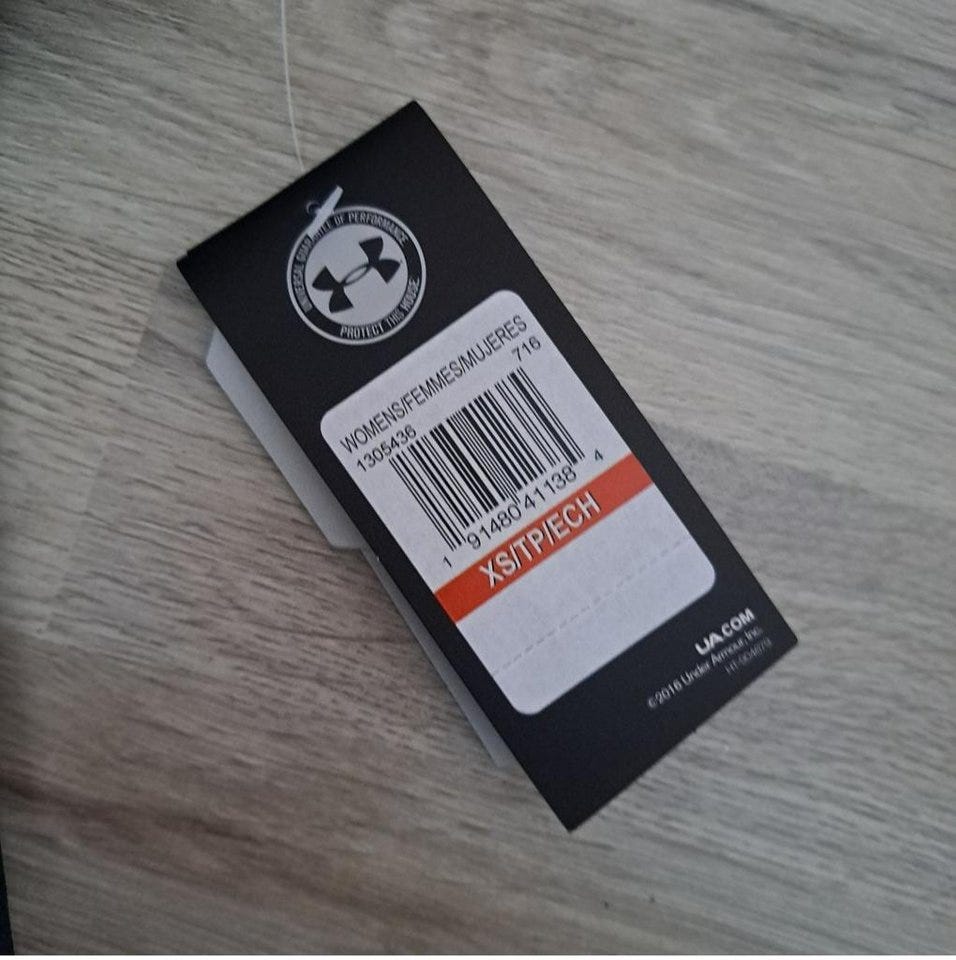 UNIVERSAL GUARANTEE OF PERFORMANCE
PROTECT THIS HOUSE
WOMENS/FEMMES/MUJERES
1305436 716
1 91480 41138 4
XS/TP/ECH
UA.COM
©2016 Under Armour, Inc.